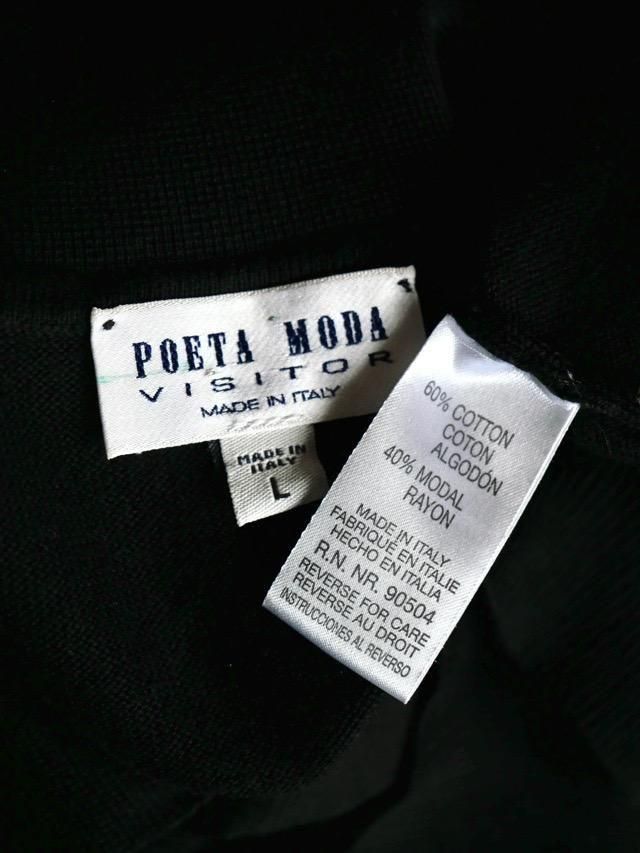 POETA MODA
VISITOR
MADE IN ITALY
MADE IN
ITALY
L
60% COTTON
COTON
ALGODÓN
40% MODAL
RAYON
MADE IN ITALY
FABRIQUÉ EN ITALIE
HECHO EN ITALIA
R.N. NR. 90504
REVERSE FOR CARE
REVERSE AU DROIT
INSTRUCCIONES AL REVERSO